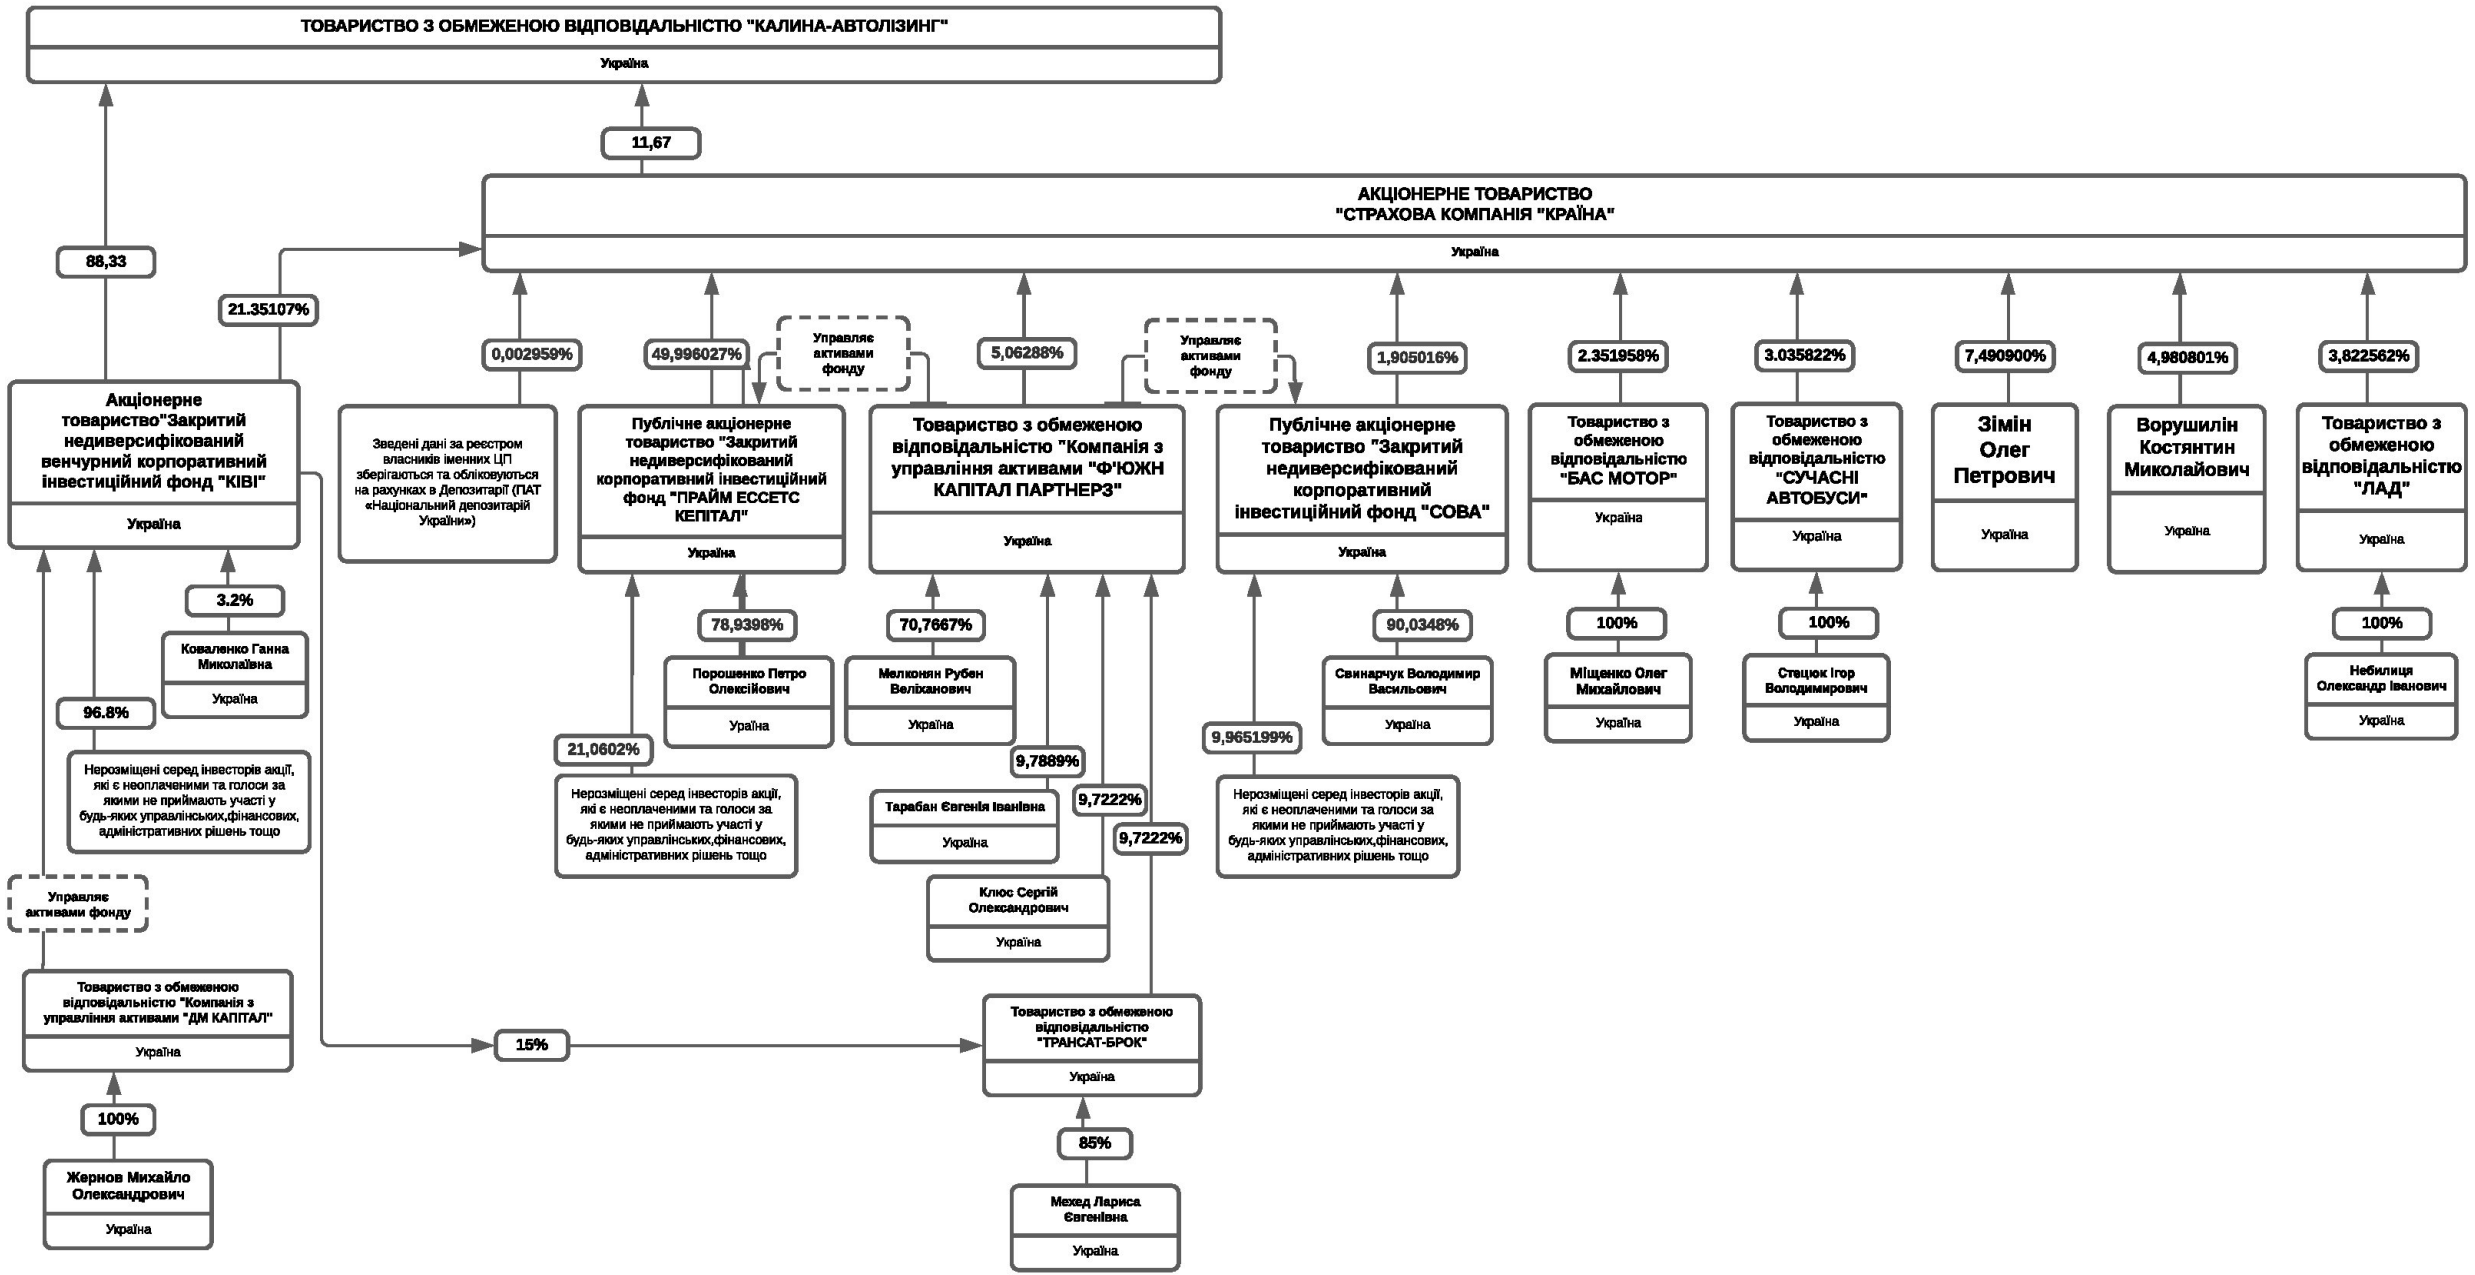 ТОВАРИСТВО З ОБМЕЖЕНОЮ ВІДПОВІДАЛЬНІСТЮ "КАЛИНА-АВТОЛІЗИНГ"
Україна
11,67
АКЦІОНЕРНЕ ТОВАРИСТВО
"СТРАХОВА КОМПАНІЯ "КРАЇНА"
Україна
88,33
21.35107%
0,002959%
49,996027%
Управляє
активами
фонду
5,06288%
Управляє
активами
фонду
1,905016%
2.351958%
3.035822%
7,490900%
4,980801%
3,822562%
Акціонерне
товариство"Закритий
недиверсифікований
венчурний корпоративний
інвестиційний фонд "КІВІ"
Україна
Зведені дані за реєстром
власників іменних ЦП
зберігаються та обліковуються
на рахунках в Депозитарії (ПАТ
«Національний депозитарій
України»)
Публічне акціонерне
товариство "Закритий
недиверсифікований
корпоративний інвестиційний
фонд "ПРАЙМ ЕССЕТС
КЕПІТАЛ"
Україна
Товариство з обмеженою
відповідальністю "Компанія з
управління активами "Ф'ЮЖН
КАПІТАЛ ПАРТНЕРЗ"
Україна
Публічне акціонерне
товариство "Закритий
недиверсифікований
корпоративний
інвестиційний фонд "СОВА"
Україна
Товариство з
обмеженою
відповідальністю
"БАС МОТОР"
Україна
Товариство з
обмеженою
відповідальністю
"СУЧАСНІ
АВТОБУСИ"
Україна
Зімін
Олег
Петрович
Україна
Ворушилін
Костянтин
Миколайович
Україна
Товариство з
обмеженою
відповідальністю
"ЛАД"
Україна
3.2%
Коваленко Ганна
Миколаївна
Україна
96.8%
Нерозміщені серед інвесторів акції,
які є неоплаченими та голоси за
якими не приймають участі у
будь-яких управлінських,фінансових,
адміністративних рішень тощо
78,9398%
Порошенко Петро
Олексійович
Ураїна
21,0602%
Нерозміщені серед інвесторів акції,
які є неоплаченими та голоси за
якими не приймають участі у
будь-яких управлінських,фінансових,
адміністративних рішень тощо
70,7667%
Мелконян Рубен
Веліханович
Україна
9,7889%
Тарабан Євгенія Іванівна
Україна
9,7222%
Клюс Сергій
Олександрович
Україна
9,7222%
90,0348%
Свинарчук Володимир
Васильович
Україна
9,965199%
Нерозміщені серед інвесторів акції,
які є неоплаченими та голоси за
якими не приймають участі у
будь-яких управлінських,фінансових,
адміністративних рішень тощо
100%
Міщенко Олег
Михайлович
Україна
100%
Стецюк Ігор
Володимирович
Україна
100%
Небилиця
Олександр Іванович
Україна
Управляє
активами фонду
Товариство з обмеженою
відповідальністю "Компанія з
управління активами "ДМ КАПІТАЛ"
Україна
100%
Жернов Михайло
Олександрович
Україна
15%
Товариство з обмеженою
відповідальністю
"ТРАНСАТ-БРОК"
Україна
85%
Мехед Лариса
Євгенівна
Україна